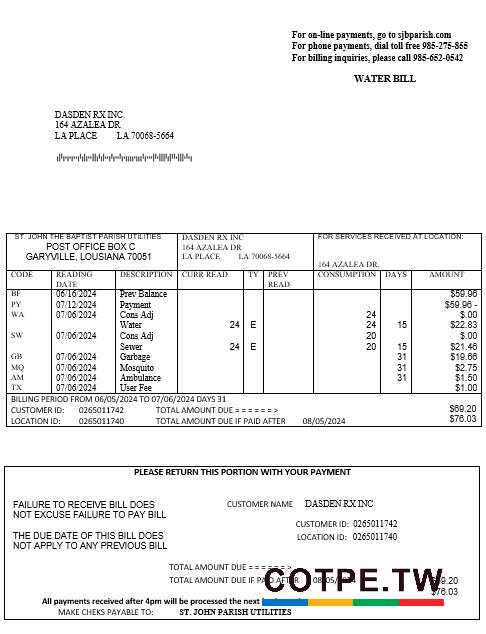 For on-line payments, go to sjbparish.com
For phone payments, dial toll free 985-275-855
For billing inquiries, please call 985-652-0542
WATER BILL
DASDEN RX INC.
164 AZALEA DR
LA PLACE LA 70068-5664
ST. JOHN THE BAPTIST PARISH UTILITIES
POST OFFICE BOX C
GARYVILLE, LOUSIANA 70051
DASDEN RX INC
164 AZALEA DR
LA PLACE LA 70068-5664
FOR SERVICES RECEIVED AT LOCATION:
164 AZALEA DR.
CODE READING DATE DESCRIPTION CURR READ TY PREV READ CONSUMPTION DAYS AMOUNT
BF 06/16/2024 Prev Balance $59.96
PY 07/12/2024 Payment $59.96 -
WA 07/06/2024 Cons Adj 24 $.00
Water 24 E 24 15 $22.83
SW 07/06/2024 Cons Adj 20 $.00
Sewer 24 E 20 15 $21.46
GB 07/06/2024 Garbage 31 $19.66
MQ 07/06/2024 Mosquito 31 $2.75
AM 07/06/2024 Ambulance 31 $1.50
TX 07/06/2024 User Fee $1.00
BILLING PERIOD FROM 06/05/2024 TO 07/06/2024 DAYS 31
CUSTOMER ID: 0265011742 TOTAL AMOUNT DUE = = = = = = > $69.20
LOCATION ID: 0265011740 TOTAL AMOUNT DUE IF PAID AFTER 08/05/2024 $76.03
PLEASE RETURN THIS PORTION WITH YOUR PAYMENT
FAILURE TO RECEIVE BILL DOES
NOT EXCUSE FAILURE TO PAY BILL
THE DUE DATE OF THIS BILL DOES
NOT APPLY TO ANY PREVIOUS BILL
CUSTOMER NAME DASDEN RX INC
CUSTOMER ID: 0265011742
LOCATION ID: 0265011740
TOTAL AMOUNT DUE = = = = = = >
TOTAL AMOUNT DUE IF PAID AFTER 08/05/2024 9.20
$76.03
COTPE.TW
All payments received after 4pm will be processed the next
MAKE CHEKS PAYABLE TO: ST. JOHN PARISH UTILITIES